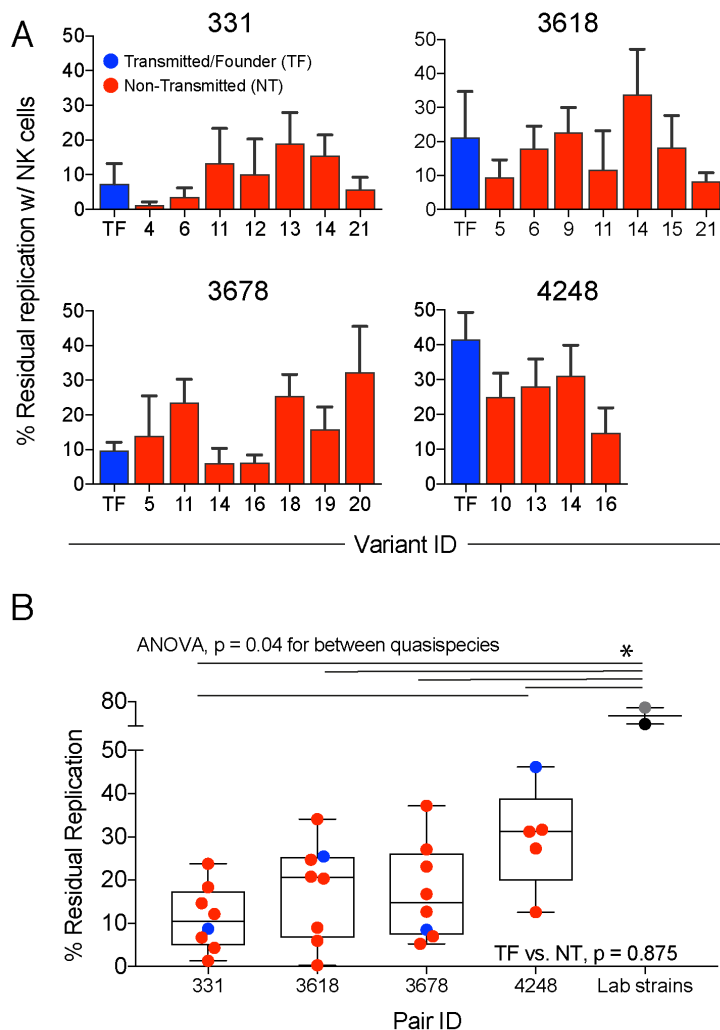 A
331
3618
Transmitted/Founder (TF)
Non-Transmitted (NT)
50
40
30
20
10
0
TF 4 6 11 12 13 14 21
50
40
30
20
10
0
TF 5 6 9 11 14 15 21
3678
4248
50
40
30
20
10
0
TF 5 11 14 16 18 19 20
50
40
30
20
10
0
TF 10 13 14 16
% Residual replication w/ NK cells
Variant ID
B
ANOVA, p = 0.04 for between quasispecies
*
80
50
40
30
20
10
0
% Residual Replication
TF vs. NT, p = 0.875
331 3618 3678 4248 Lab strains
Pair ID